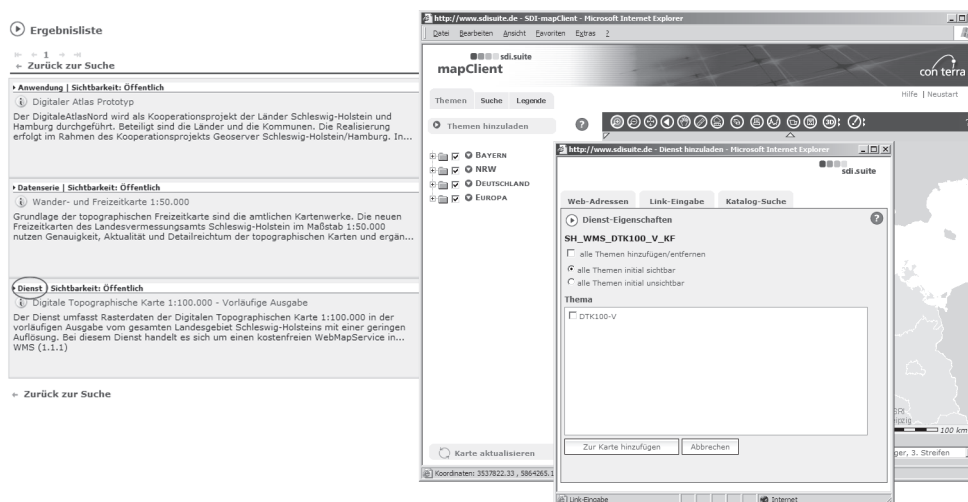 Ergebnisliste
1
Zurück zur Suche
Anwendung | Sichtbarkeit: Öffentlich
Digitaler Atlas Prototyp
Der DigitaleAtlasNord wird als Kooperationsprojekt der Länder Schleswig-Holstein und
Hamburg durchgeführt. Beteiligt sind die Länder und die Kommunen. Die Realisierung
erfolgt im Rahmen des Kooperationsprojekts Geoserver Schleswig-Holstein/Hamburg. In...
Datenserie | Sichtbarkeit: Öffentlich
Wander- und Freizeitkarte 1:50.000
Grundlage der topographischen Freizeitkarte sind die amtlichen Kartenwerke. Die neuen
Freizeitkarten des Landesvermessungsamts Schleswig-Holstein im Maßstab 1:50.000
nutzen Genauigkeit, Aktualität und Detailreichtum der topographischen Karten und ergän...
Dienst | Sichtbarkeit: Öffentlich
Digitale Topographische Karte 1:100.000 - Vorläufige Ausgabe
Der Dienst umfasst Rasterdaten der Digitalen Topographischen Karte 1:100.000 in der
vorläufigen Ausgabe vom gesamten Landesgebiet Schleswig-Holsteins mit einer geringen
Auflösung. Bei diesem Dienst handelt es sich um einen kostenfreien WebMapService in...
WMS (1.1.1)
Zurück zur Suche
http://www.sdisuite.de - SDI-mapClient - Microsoft Internet Explorer
Datei Bearbeiten Ansicht Favoriten Extras ?
sdi.suite
mapClient
con terra
Hilfe | Neustart
Themen Suche Legende
Themen hinzuladen
?
3D
BAYERN
NRW
DEUTSCHLAND
EUROPA
http://www.sdisuite.de - Dienst hinzuladen - Microsoft Internet Explorer
sdi.suite
Web-Adressen Link-Eingabe Katalog-Suche
Dienst-Eigenschaften
?
SH_WMS_DTK100_V_KF
alle Themen hinzufügen/entfernen
alle Themen initial sichtbar
alle Themen initial unsichtbar
Thema
DTK100-V
Zur Karte hinzufügen Abbrechen
100 km
ger, 3. Streifen
Karte aktualisieren
Koordinaten: 3537822.33 , 5864265.1
Link-Eingabe
Internet